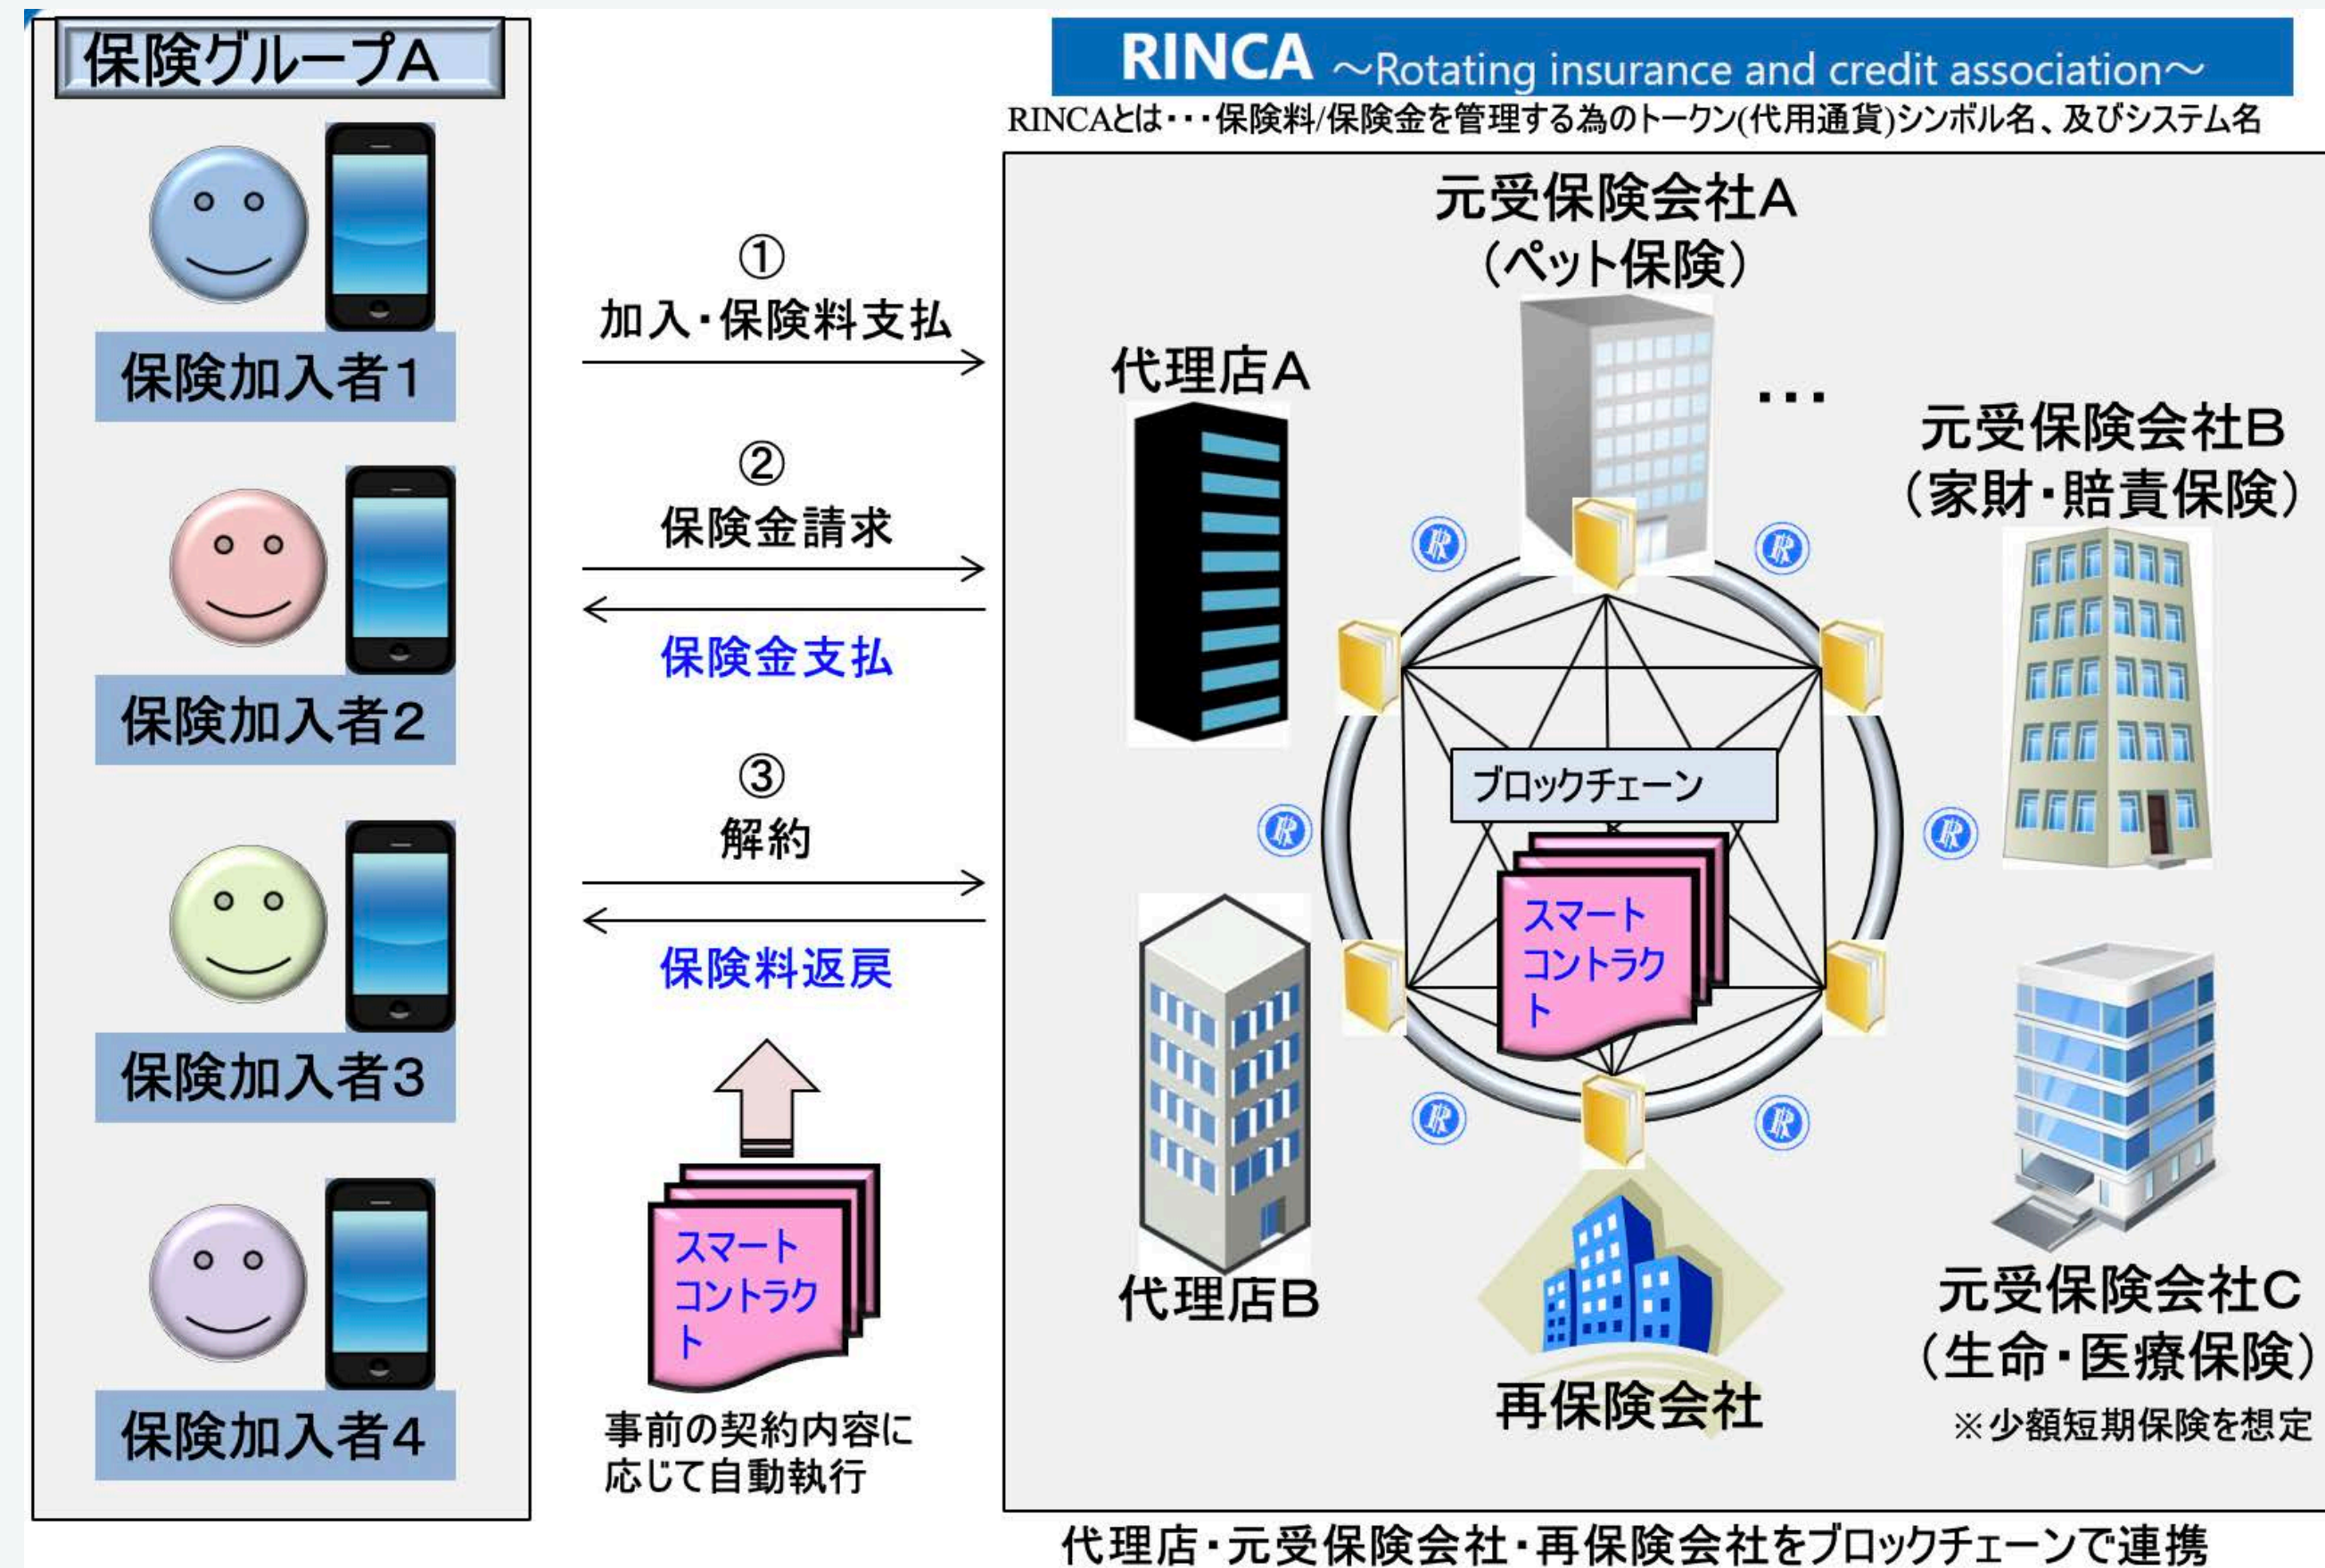 保険グループA
保険加入者1
保険加入者2
保険加入者3
保険加入者4
①
加入・保険料支払
②
保険金請求
保険金支払
③
解約
保険料返戻
スマート
コントラク
ト
事前の契約内容に
応じて自動執行
RINCA ～Rotating insurance and credit association～
RINCAとは・・・保険料/保険金を管理する為のトークン(代用通貨)シンボル名、及びシステム名
元受保険会社A
（ペット保険）
代理店A
…
元受保険会社B
（家財・賠責保険）
ブロックチェーン
スマート
コントラク
ト
代理店B
再保険会社
元受保険会社C
（生命・医療保険）
※少額短期保険を想定
代理店・元受保険会社・再保険会社をブロックチェーンで連携